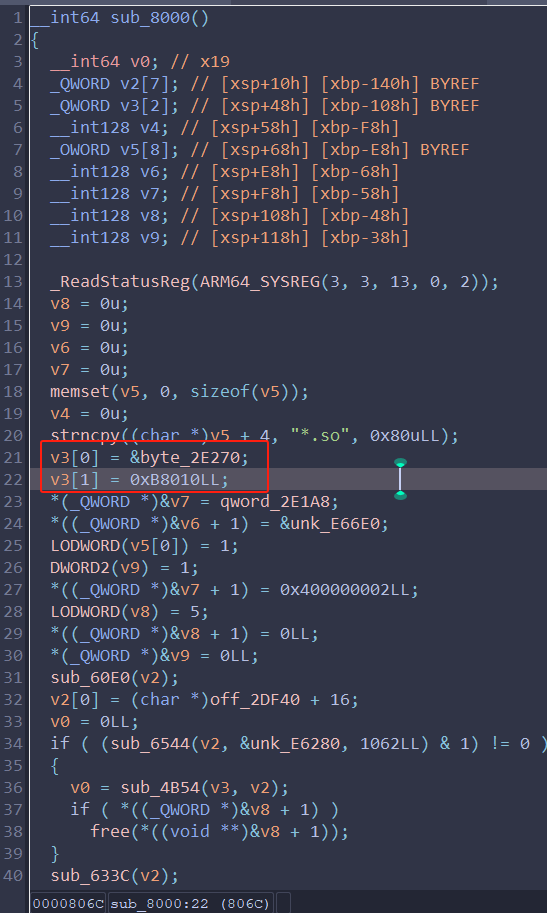 1 __int64 sub_8000()
2 {
3 __int64 v0; // x19
4 _QWORD v2[7]; // [xsp+10h] [xbp-140h] BYREF
5 _QWORD v3[2]; // [xsp+48h] [xbp-108h] BYREF
6 __int128 v4; // [xsp+58h] [xbp-F8h]
7 _OWORD v5[8]; // [xsp+68h] [xbp-E8h] BYREF
8 __int128 v6; // [xsp+E8h] [xbp-68h]
9 __int128 v7; // [xsp+F8h] [xbp-58h]
10 __int128 v8; // [xsp+108h] [xbp-48h]
11 __int128 v9; // [xsp+118h] [xbp-38h]
12
13 _ReadStatusReg(ARM64_SYSREG(3, 3, 13, 0, 2));
14 v8 = 0u;
15 v9 = 0u;
16 v6 = 0u;
17 v7 = 0u;
18 memset(v5, 0, sizeof(v5));
19 v4 = 0u;
20 strncpy((char *)v5 + 4, "*.so", 0x80uLL);
21 v3[0] = &byte_2E270;
22 v3[1] = 0xB8010LL;
23 *(_QWORD *)&v7 = qword_2E1A8;
24 *((_QWORD *)&v6 + 1) = &unk_E66E0;
25 LODWORD(v5[0]) = 1;
26 DWORD2(v9) = 1;
27 *((_QWORD *)&v7 + 1) = 0x400000002LL;
28 LODWORD(v8) = 5;
29 *((_QWORD *)&v8 + 1) = 0LL;
30 *(_QWORD *)&v9 = 0LL;
31 sub_60E0(v2);
32 v2[0] = (char *)off_2DF40 + 16;
33 v0 = 0LL;
34 if ( (sub_6544(v2, &unk_E6280, 1062LL) & 1) != 0 )
35 {
36 v0 = sub_4B54(v3, v2);
37 if ( *((_QWORD *)&v8 + 1) )
38 free(*((void **)&v8 + 1));
39 }
40 sub_633C(v2);
0000806C sub_8000:22 (806C)